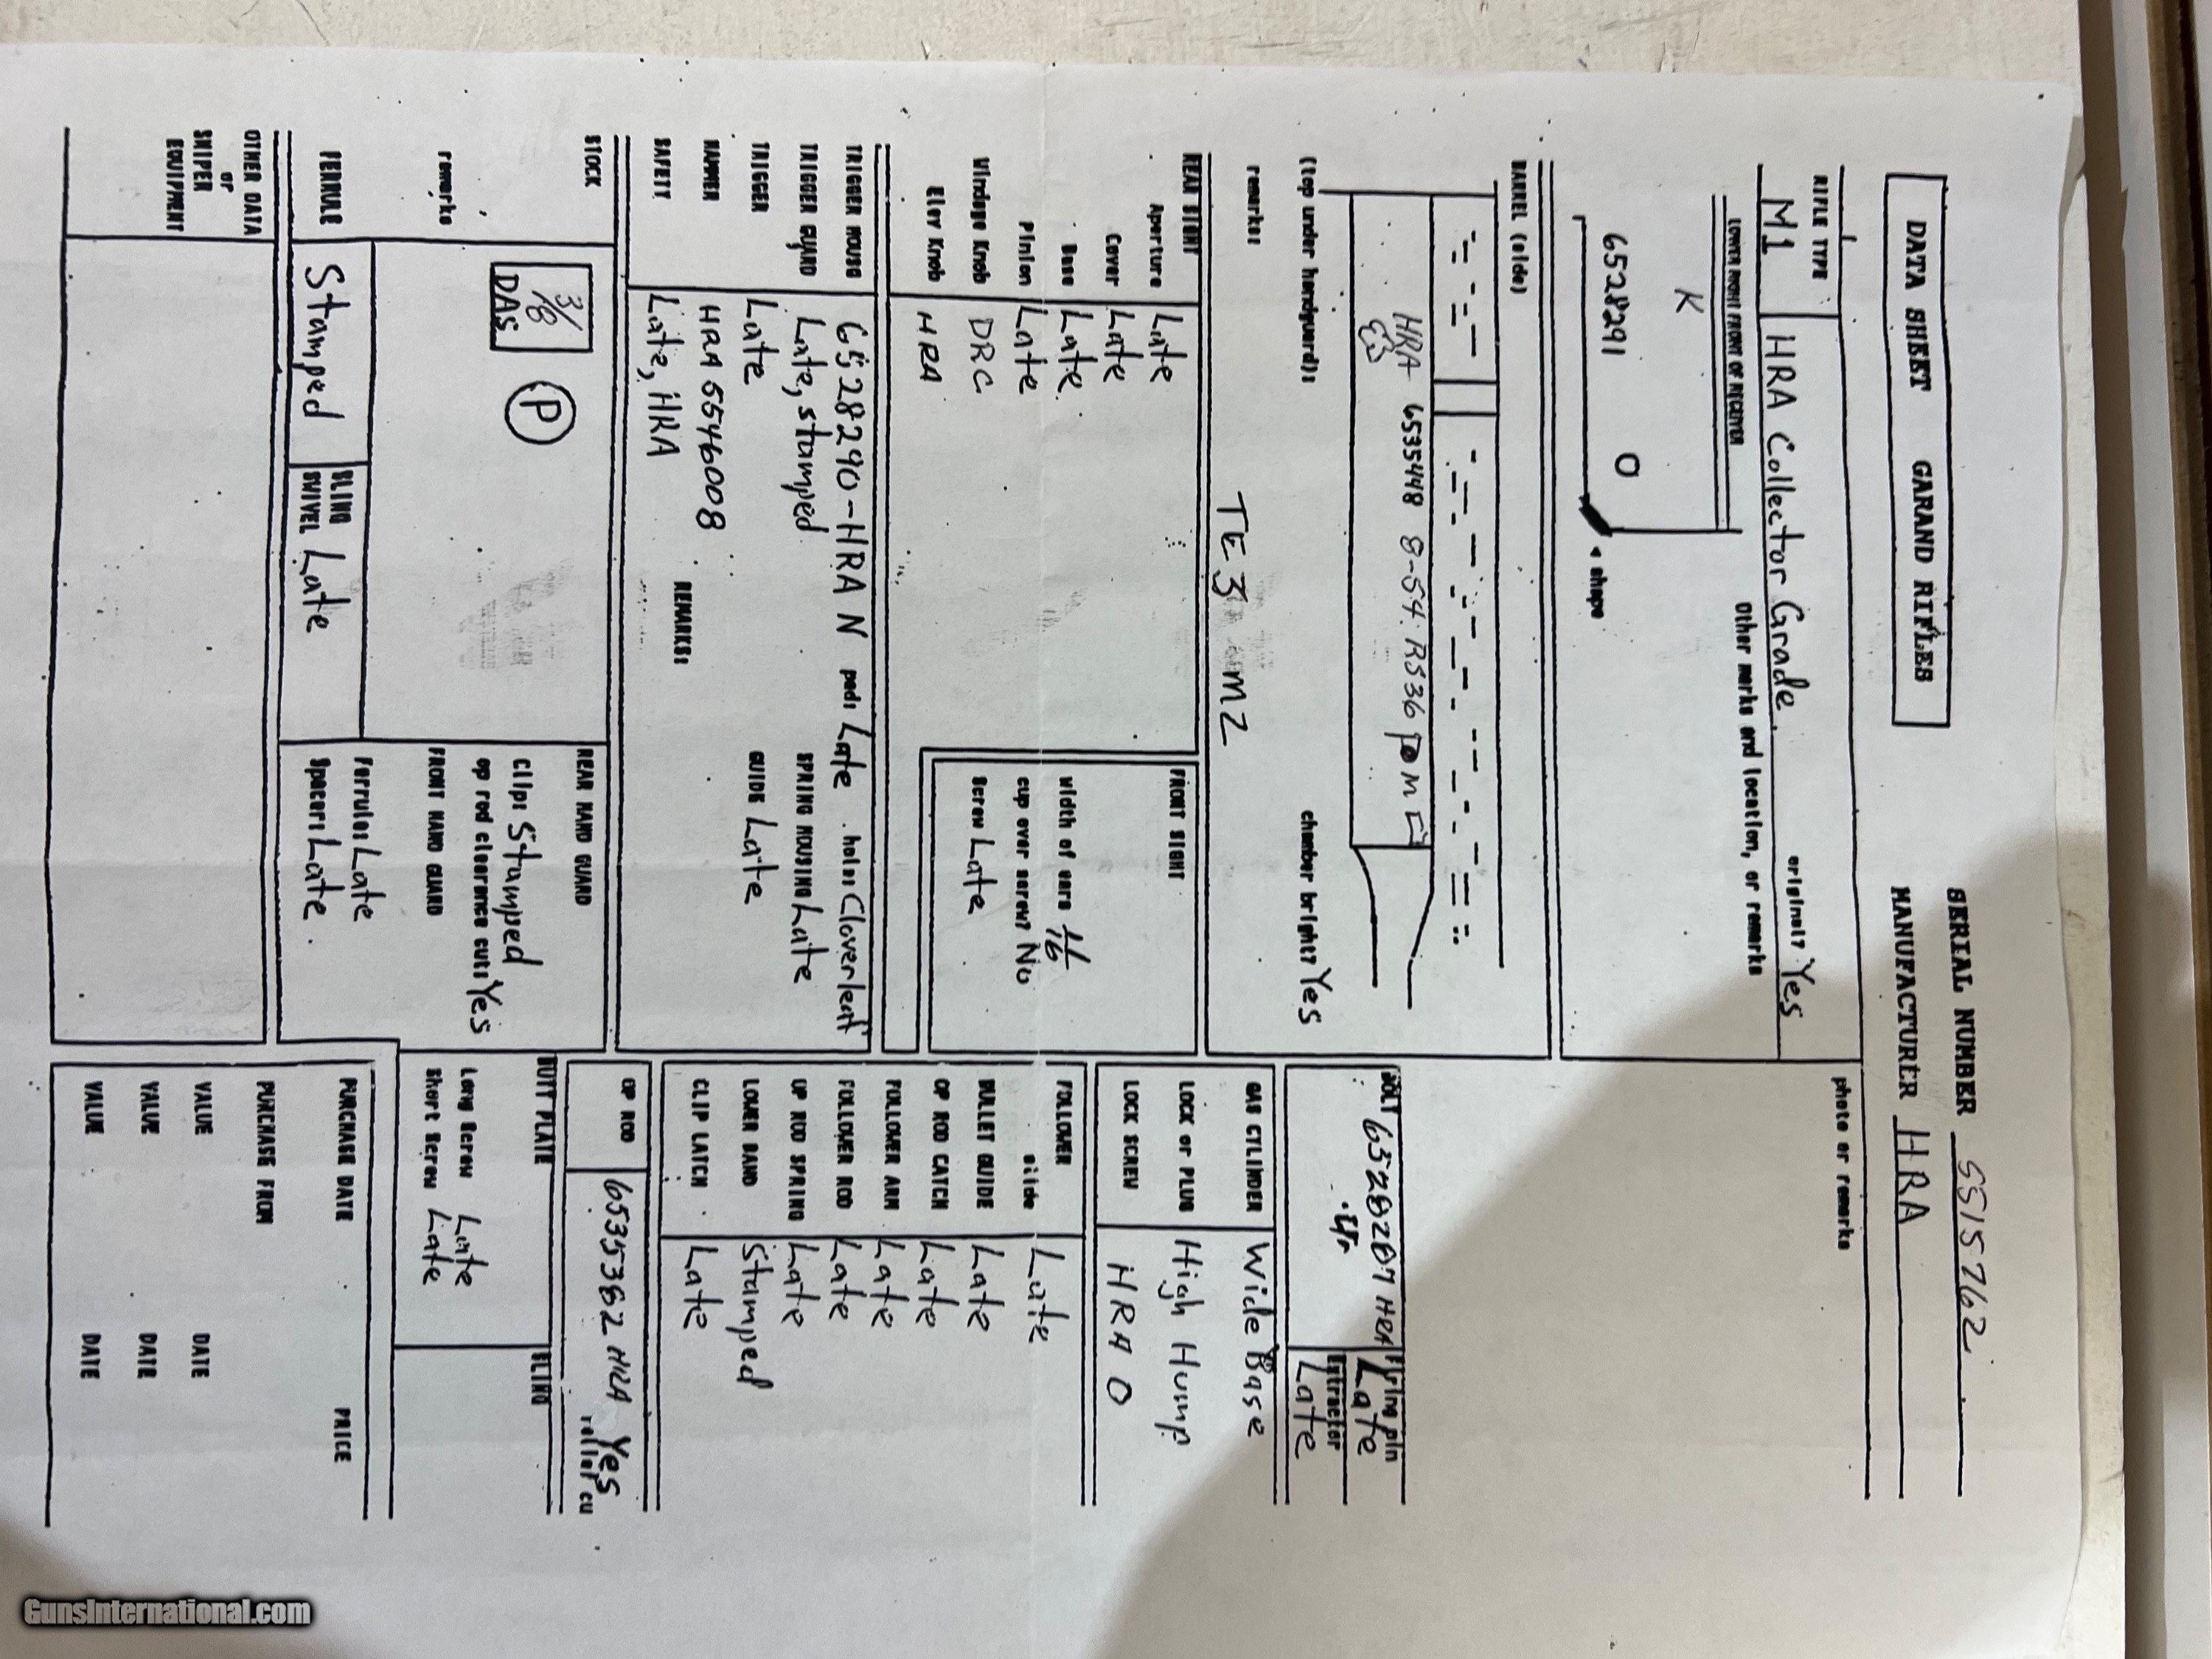 DATA SHEET GARAND RIFLES
SERIAL NUMBER 5515762
MANUFACTURER HRA
RIFLE TYPE
M1 HRA Collector Grade
original? Yes
photo or remarks
LOWER RIGHT FRONT OF RECEIVER
Other marks and location, or remarks
K
6528291 O
shape
BARREL (side)
HRA 6535448 8-54 RS36 P M
(top under handguard):
chamber bright? Yes
remarks
TE 3 MZ
BOLT 6528287 HRA
Firing pin Late
Extractor Late
GAS CYLINDER Wide Base
LOCK or PLUG High Hump
LOCK SCREW HRA O
REAR SIGHT
Aperture Late
Cover Late
Base Late
Pinion Late
Windage Knob DRC
Elev Knob HRA
FRONT SIGHT
width of ears
cup over screw? No
Screw Late
FOLLOWER
slide Late
BULLET GUIDE Late
OP ROD CATCH Late
FOLLOWER ARM Late
FOLLOWER ROD Late
OP ROD SPRING Late
LOWER BAND Stamped
CLIP LATCH Late
TRIGGER HOUSG 6528290-HRA N pad: Late hole: Cloverleaf
TRIGGER GUARD Late, stamped
SPRING HOUSING Late
TRIGGER Late
GUIDE Late
HAMMER HRA 5546008
REMARKS:
SAFETY Late, HRA
OP ROD 6535382 HRA Yes
relief cu
STOCK
3/8
DAS
P
remarks
REAR HAND GUARD
Clip: Stamped
op rod clearance cut: Yes
FRONT HAND GUARD
Ferrule: Late
Spacer: Late
BUTT PLATE
Long Screw Late
Short Screw Late
SLING
FERRULE Stamped
SLING SWIVEL Late
OTHER DATA
or
SNIPER
EQUIPMENT
PURCHASE DATE PRICE
PURCHASE FROM
VALUE DATE
VALUE DATE
VALUE DATE
GunsInternational.com